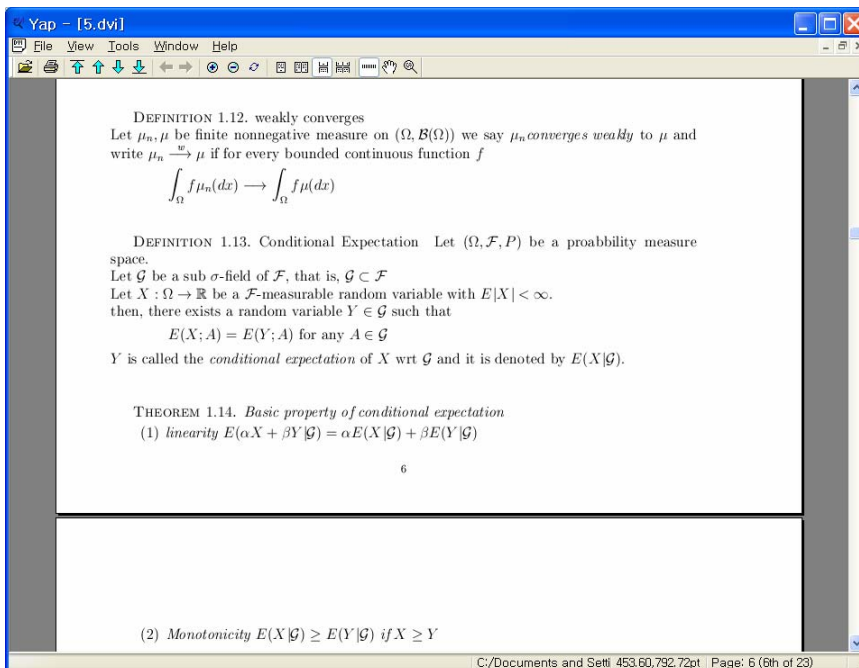 Yap - [5.dvi]
File View Tools Window Help
DEFINITION 1.12. weakly converges
Let μₙ, μ be finite nonnegative measure on (Ω, ℬ(Ω)) we say μₙconverges weakly to μ and
write μₙ —w→ μ if for every bounded continuous function f
∫_Ω fμₙ(dx) ⟶ ∫_Ω fμ(dx)
DEFINITION 1.13. Conditional Expectation Let (Ω, ℱ, P) be a proabbility measure
space.
Let 𝒢 be a sub σ-field of ℱ, that is, 𝒢 ⊂ ℱ
Let X : Ω → ℝ be a ℱ-measurable random variable with E|X| < ∞.
then, there exists a random variable Y ∈ 𝒢 such that
E(X; A) = E(Y; A) for any A ∈ 𝒢
Y is called the conditional expectation of X wrt 𝒢 and it is denoted by E(X|𝒢).
THEOREM 1.14. Basic property of conditional expectation
(1) linearity E(αX + βY|𝒢) = αE(X|𝒢) + βE(Y|𝒢)
6
(2) Monotonicity E(X|𝒢) ≥ E(Y|𝒢) if X ≥ Y
C:/Documents and Setti 453.60,792.72pt Page: 6 (6th of 23)